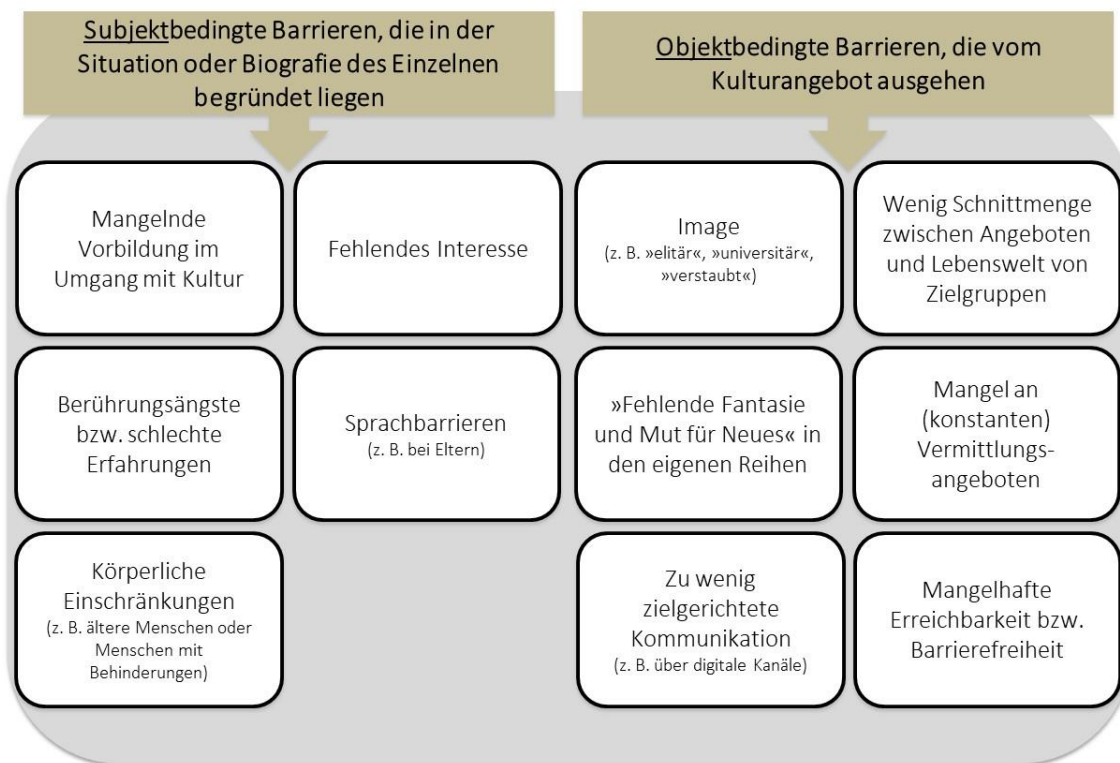 Subjektbedingte Barrieren, die in der
Situation oder Biografie des Einzelnen
begründet liegen
Objektbedingte Barrieren, die vom
Kulturangebot ausgehen
Mangelnde
Vorbildung im
Umgang mit Kultur
Fehlendes Interesse
Image
(z. B. »elitär«, »universitär«,
»verstaubt«)
Wenig Schnittmenge
zwischen Angeboten
und Lebenswelt von
Zielgruppen
Berührungsängste
bzw. schlechte
Erfahrungen
Sprachbarrieren
(z. B. bei Eltern)
»Fehlende Fantasie
und Mut für Neues« in
den eigenen Reihen
Mangel an
(konstanten)
Vermittlungs-
angeboten
Körperliche
Einschränkungen
(z. B. ältere Menschen oder
Menschen mit
Behinderungen)
Zu wenig
zielgerichtete
Kommunikation
(z. B. über digitale Kanäle)
Mangelhafte
Erreichbarkeit bzw.
Barrierefreiheit